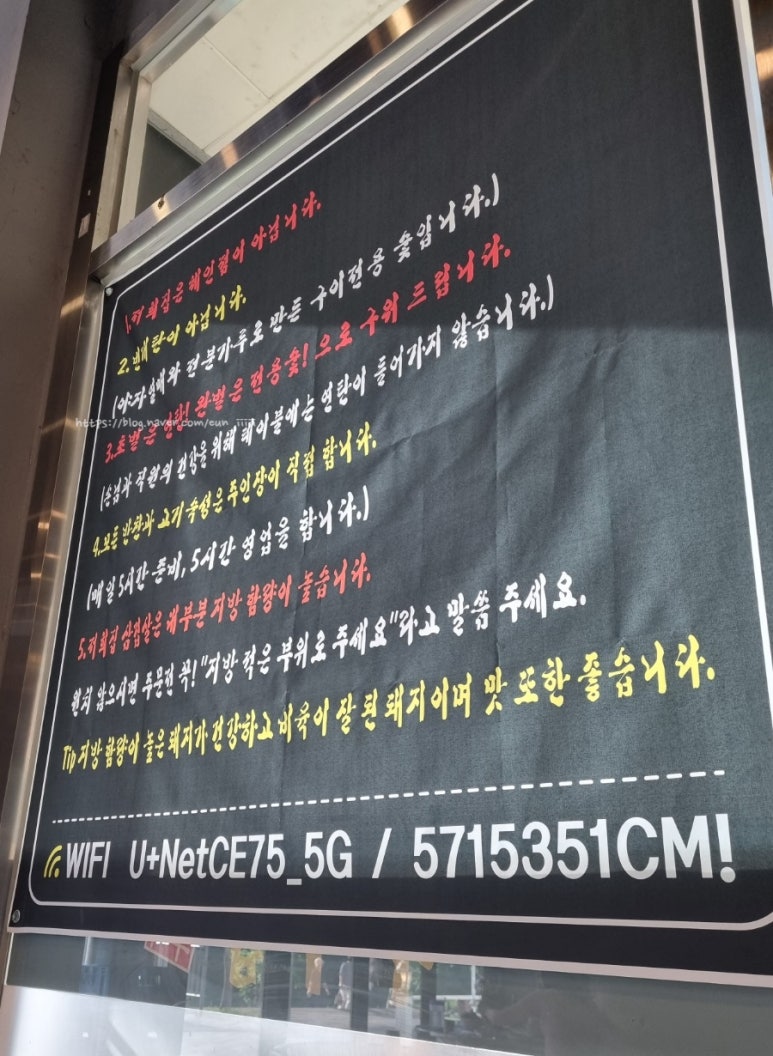 1.저희집은 체인점이 아닙니다.
2.번개탄이 아닙니다.
(야자열매와 전분가루로 만든 구이전용 숯입니다.)
3.초벌은 연탄! 완벌은 전용숯!으로 구워 드립니다.
https://blog.naver.com/eun_iiii
(손님과 직원의 건강을 위해 테이블에는 연탄이 들어가지 않습니다.)
4.모든 반찬과 고기 숙성은 주인장이 직접 합니다.
(매일 5시간 준비, 5시간 영업을 합니다.)
5.저희집 삼겹살은 대부분 지방 함량이 높습니다.
원치 않으시면 주문전 꼭! "지방 적은 부위로 주세요"라고 말씀 주세요.
Tip 지방 함량이 높은 돼지가 건강하고 비육이 잘 된 돼지이며 맛 또한 좋습니다.
WIFI U+NetCE75_5G / 5715351CM!